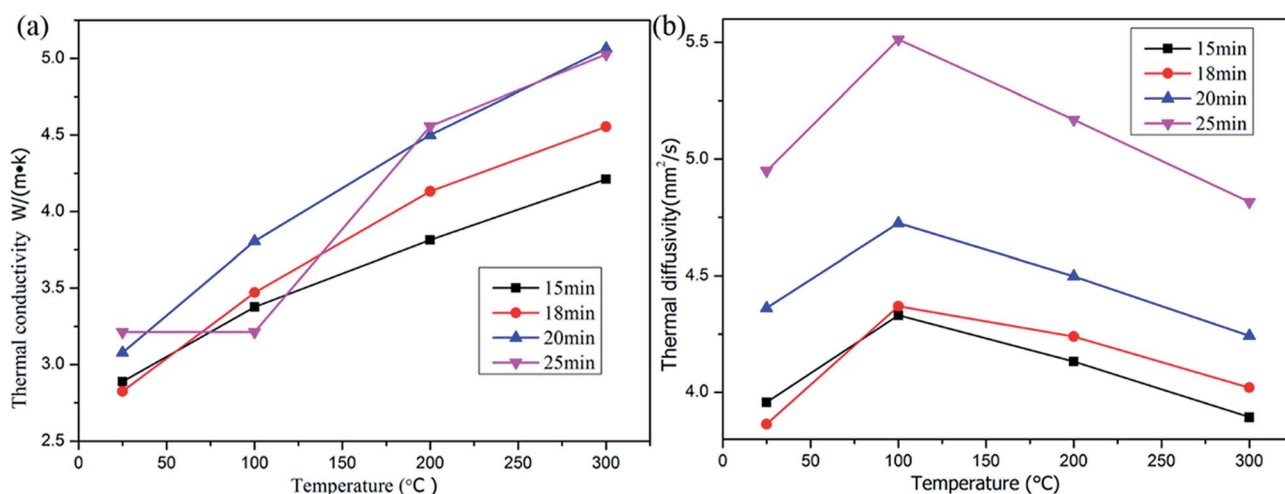 (a)
Thermal conductivity W/(m•k)
5.0
4.5
4.0
3.5
3.0
2.5
0 50 100 150 200 250 300
Temperature (°C)
15min
18min
20min
25min
(b)
Thermal diffusivity(mm²/s)
5.5
5.0
4.5
4.0
0 50 100 150 200 250 300
Temperature (°C)
15min
18min
20min
25min